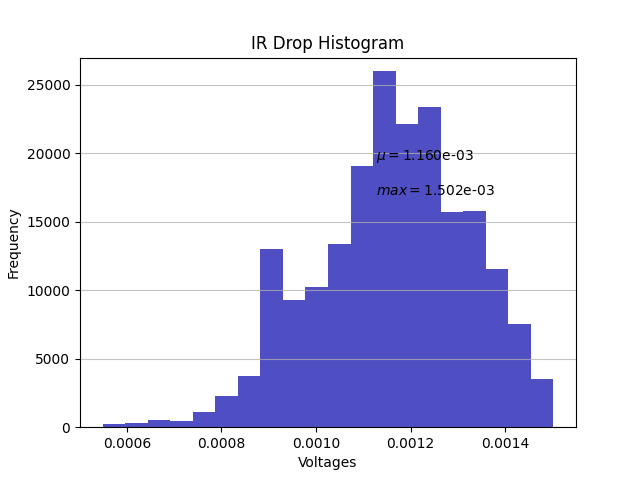 IR Drop Histogram
25000
20000
15000
10000
5000
0
Frequency
μ = 1.160e-03
max = 1.502e-03
0.0006 0.0008 0.0010 0.0012 0.0014
Voltages